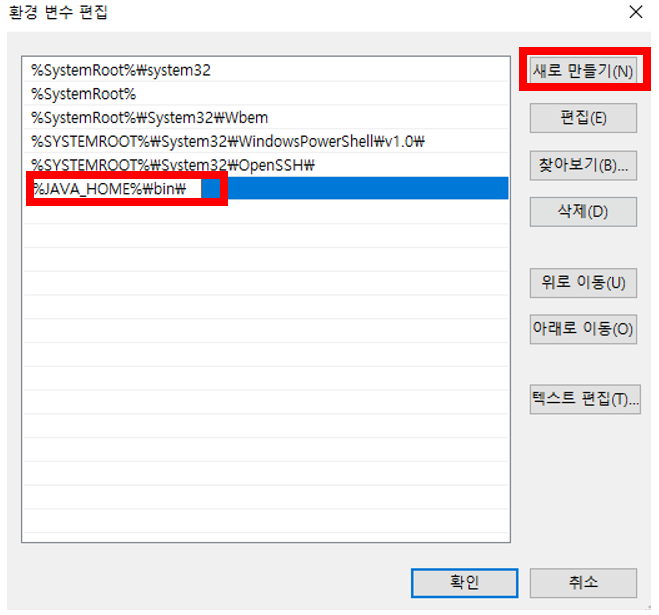 환경 변수 편집
%SystemRoot%₩system32
%SystemRoot%
%SystemRoot%₩System32₩Wbem
%SYSTEMROOT%₩System32₩WindowsPowerShell₩v1.0₩
%SYSTEMROOT%₩System32₩OpenSSH₩
%JAVA_HOME%₩bin₩
새로 만들기(N)
편집(E)
찾아보기(B)...
삭제(D)
위로 이동(U)
아래로 이동(O)
텍스트 편집(T)...
확인
취소